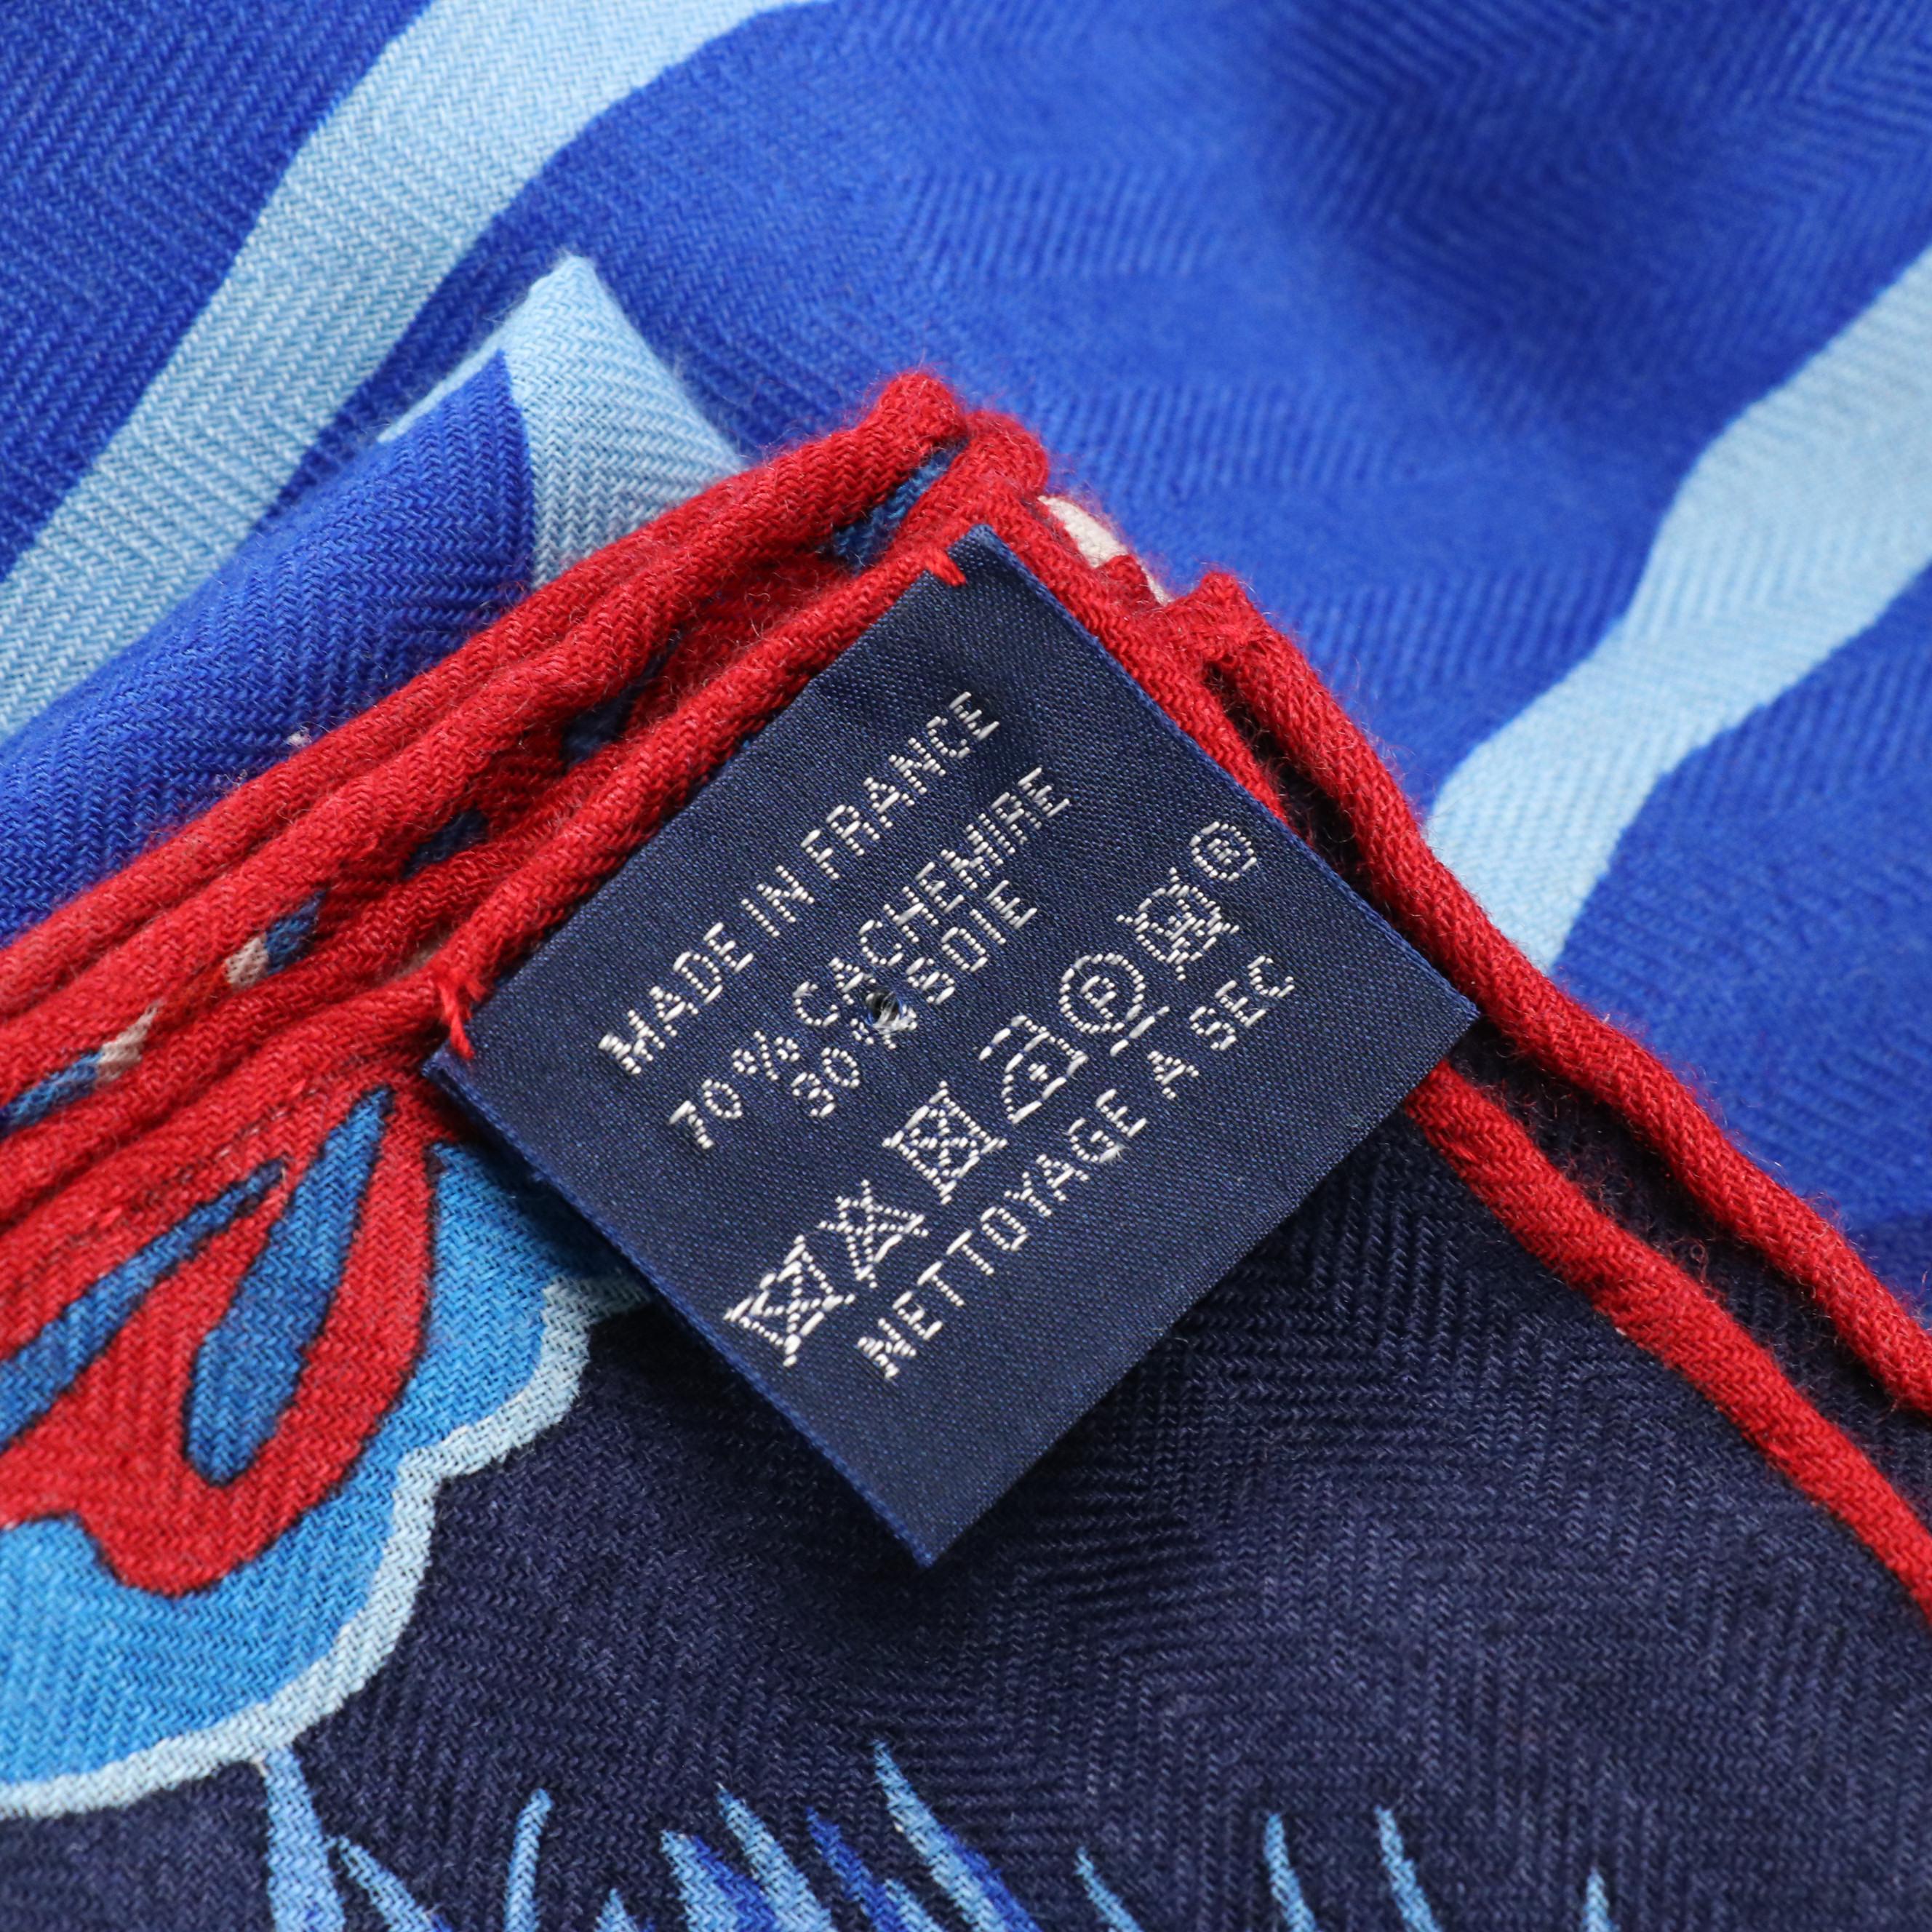 MADE IN FRANCE
70% CACHEMIRE
30% SOIE
P
®
NETTOYAGE A SEC